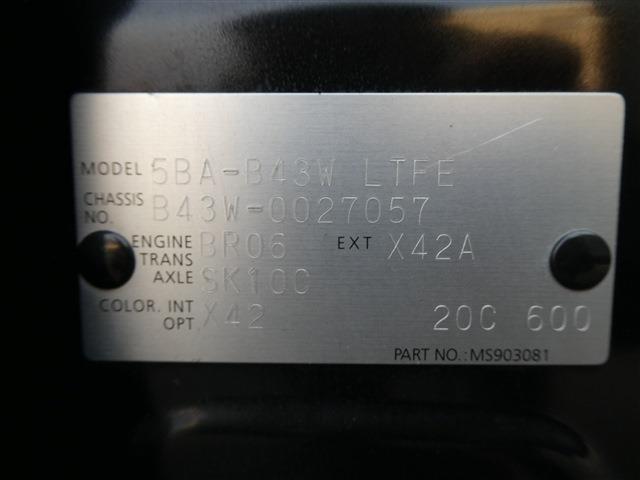 MODEL 5BA-B43W LTFE
CHASSIS NO. B43W-0027057
ENGINE BR06 EXT X42A
TRANS AXLE SK10C
COLOR. INT X42
OPT 20C 600
PART NO.: MS903081